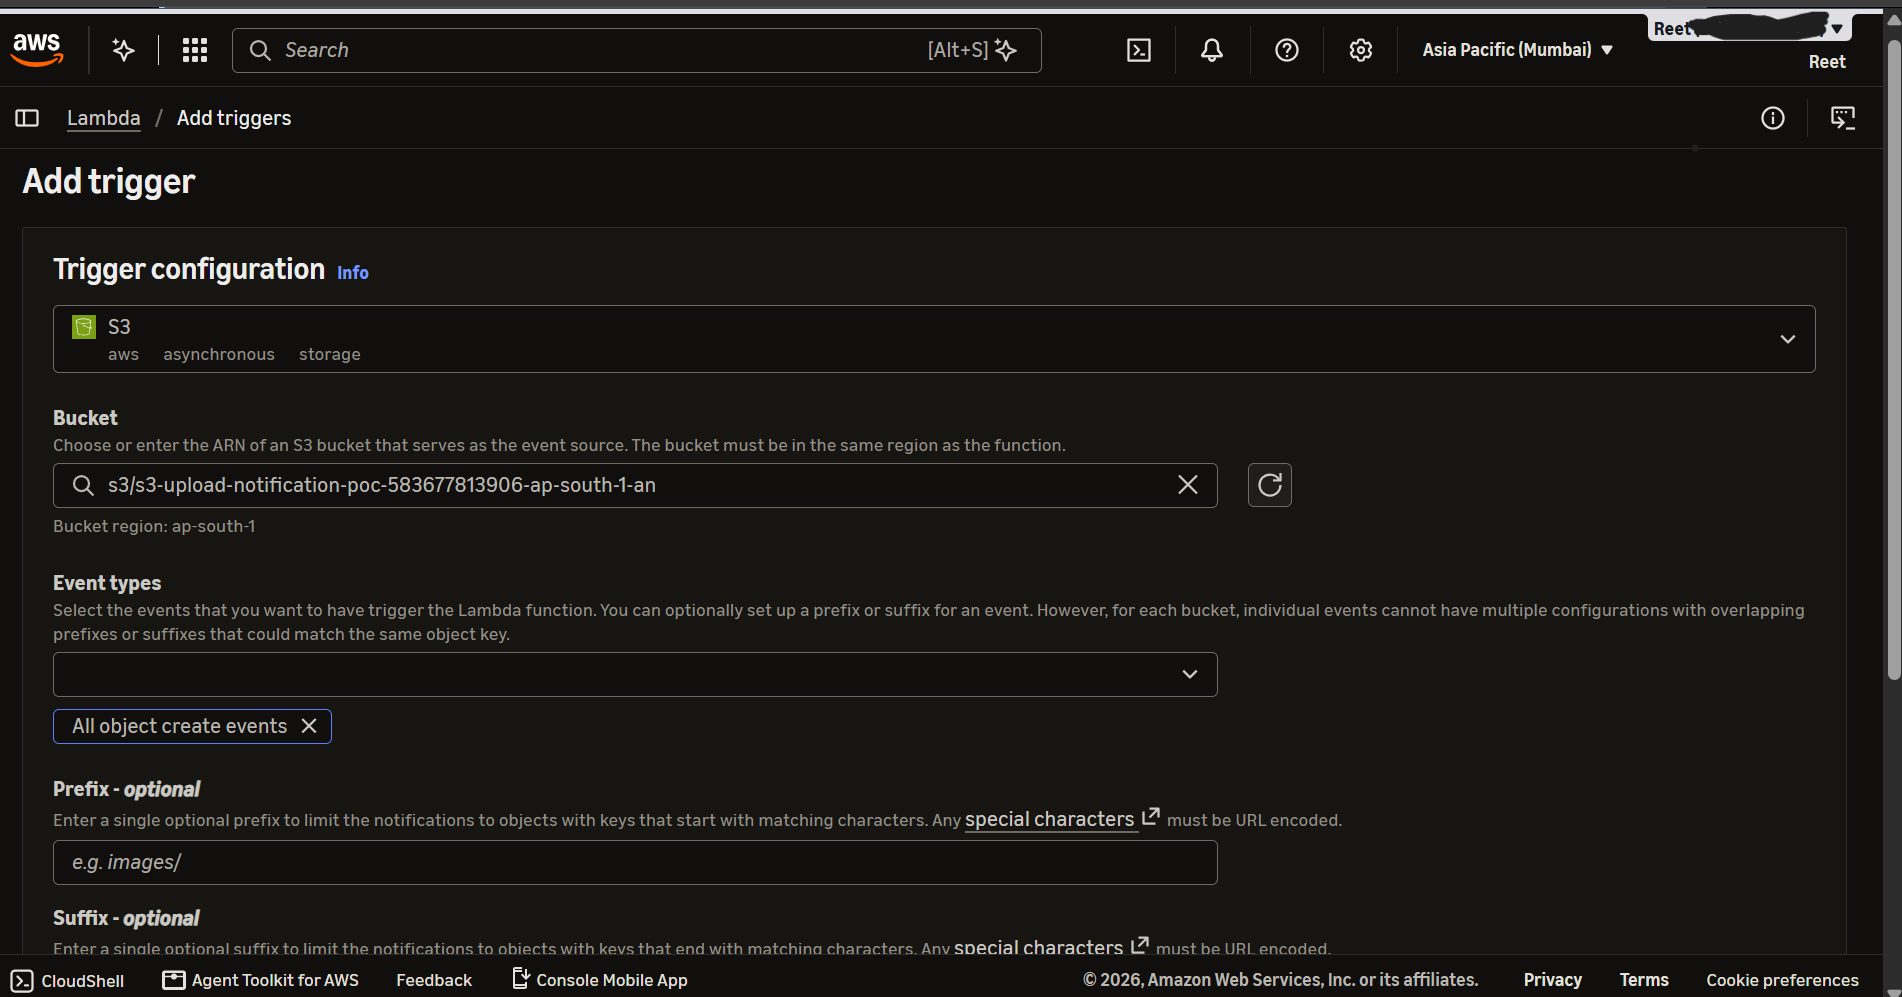 aws
Search [Alt+S]
Asia Pacific (Mumbai)
Reet
Reet
Lambda / Add triggers
Add trigger
Trigger configuration Info
S3
aws asynchronous storage
Bucket
Choose or enter the ARN of an S3 bucket that serves as the event source. The bucket must be in the same region as the function.
s3/s3-upload-notification-poc-583677813906-ap-south-1-an
Bucket region: ap-south-1
Event types
Select the events that you want to have trigger the Lambda function. You can optionally set up a prefix or suffix for an event. However, for each bucket, individual events cannot have multiple configurations with overlapping
prefixes or suffixes that could match the same object key.
All object create events
Prefix - optional
Enter a single optional prefix to limit the notifications to objects with keys that start with matching characters. Any special characters must be URL encoded.
e.g. images/
Suffix - optional
Enter a single optional suffix to limit the notifications to objects with keys that end with matching characters. Any special characters must be URL encoded.
CloudShell Agent Toolkit for AWS Feedback Console Mobile App © 2026, Amazon Web Services, Inc. or its affiliates. Privacy Terms Cookie preferences